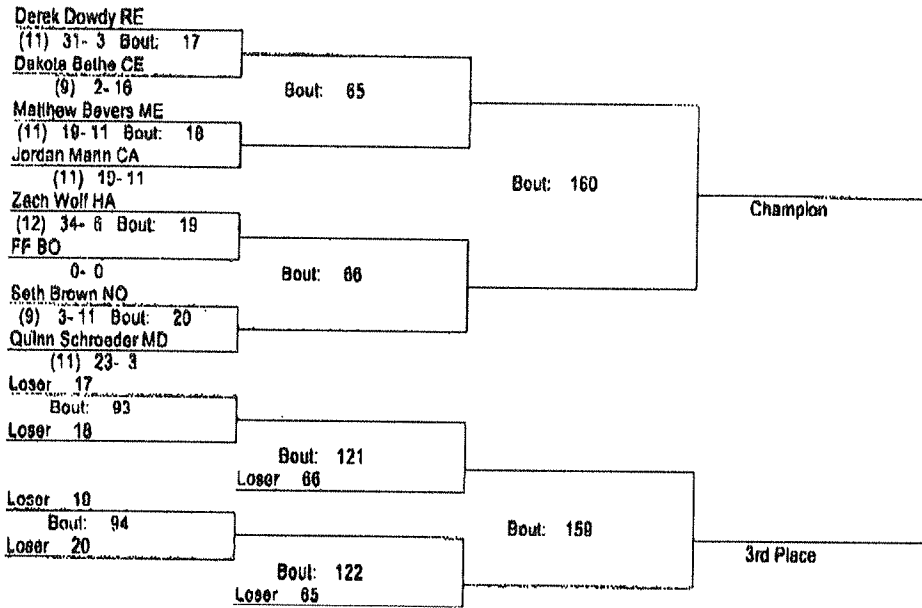 Derek Dowdy RE
(11) 31- 3 Bout: 17
Dakota Bethe CE
(9) 2-16
Matthew Bevers ME
(11) 19-11 Bout: 18
Jordan Mann CA
(11) 19-11
Zach Wolf HA
(12) 34- 6 Bout: 19
FF BO
0- 0
Seth Brown NO
(9) 3-11 Bout: 20
Quinn Schroeder MD
(11) 23- 3
Bout: 65
Bout: 66
Bout: 160
Champion
Loser 17
Bout: 93
Loser 18
Loser 19
Bout: 94
Loser 20
Bout: 121
Loser 66
Bout: 122
Loser 65
Bout: 159
3rd Place